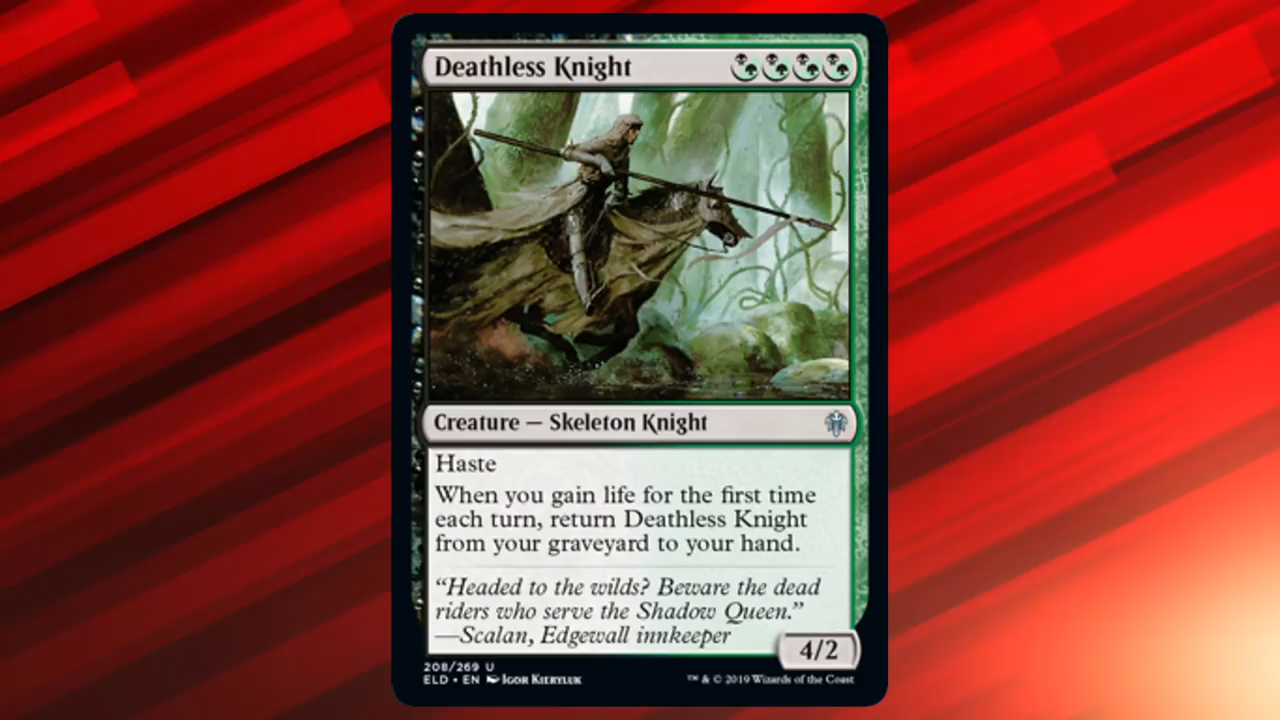 Deathless Knight
Creature — Skeleton Knight
Haste
When you gain life for the first time
each turn, return Deathless Knight
from your graveyard to your hand.
“Headed to the wilds? Beware the dead
riders who serve the Shadow Queen.”
—Scalan, Edgewall innkeeper
4/2
208/269 U
ELD • EN Igor Kieryluk
™ & © 2019 Wizards of the Coast